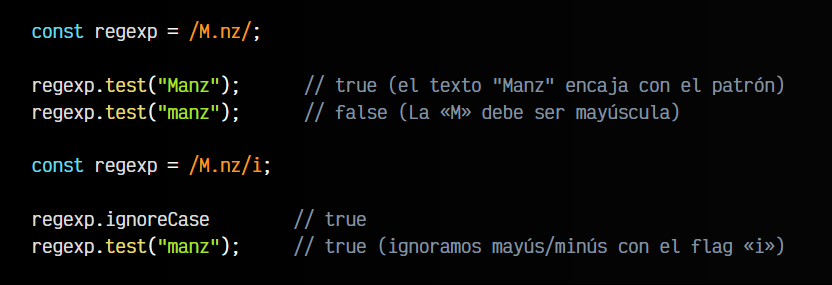 const regexp = /M.nz/;
regexp.test("Manz");      // true (el texto "Manz" encaja con el patrón)
regexp.test("manz");      // false (La «M» debe ser mayúscula)
const regexp = /M.nz/i;
regexp.ignoreCase        // true
regexp.test("manz");     // true (ignoramos mayús/minús con el flag «i»)